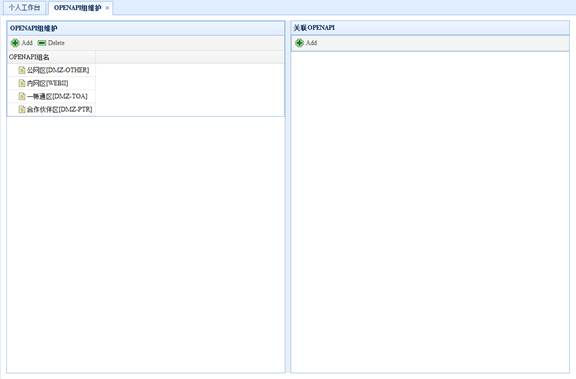 个人工作台
OPENAPI组维护
OPENAPI组维护
Add Delete
OPENAPI组名
公网区[DMZ-OTHER]
内网区[WEBII]
一帐通区[DMZ-TOA]
合作伙伴区[DMZ-PTR]
关联OPENAPI
Add